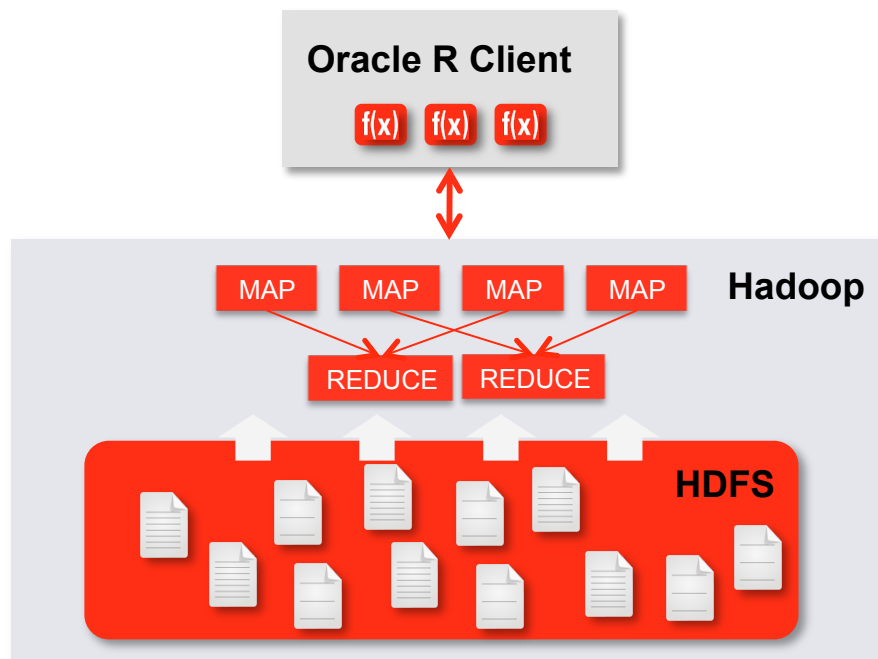 Oracle R Client
f(x) f(x) f(x)
Hadoop
MAP MAP MAP MAP
REDUCE REDUCE
HDFS